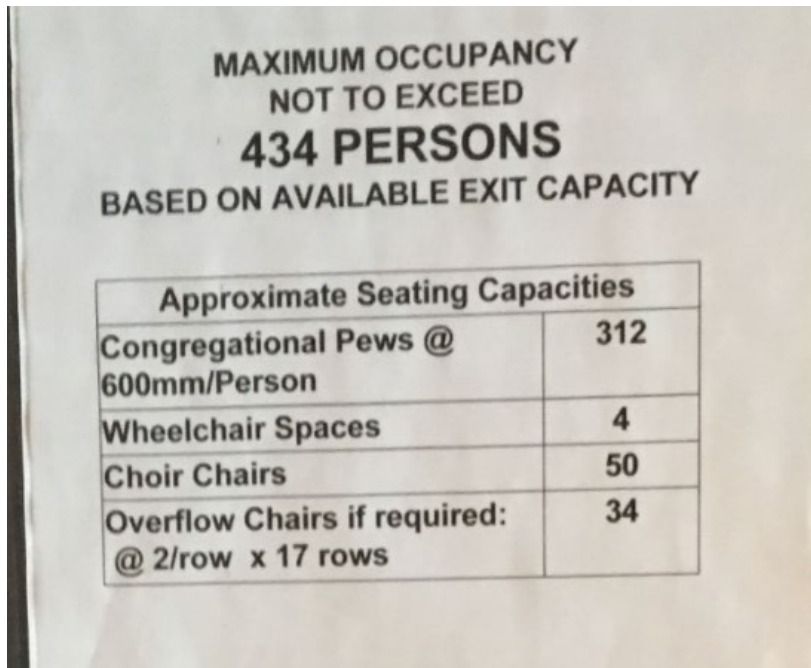 MAXIMUM OCCUPANCY
NOT TO EXCEED
434 PERSONS
BASED ON AVAILABLE EXIT CAPACITY
Approximate Seating Capacities
Congregational Pews @ 312
600mm/Person
Wheelchair Spaces 4
Choir Chairs 50
Overflow Chairs if required: 34
@ 2/row x 17 rows